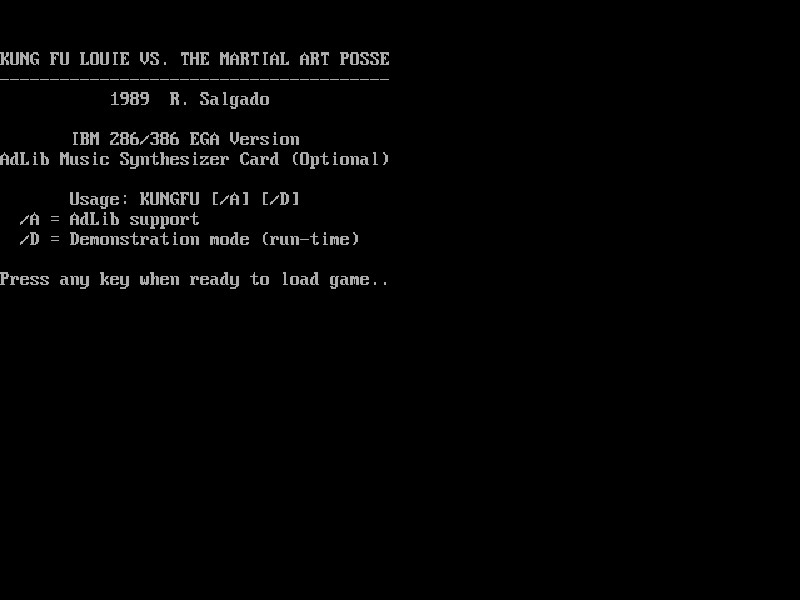 KUNG FU LOUIE VS. THE MARTIAL ART POSSE
---------------------------------------
1989  R. Salgado
IBM 286/386 EGA Version
AdLib Music Synthesizer Card (Optional)
Usage: KUNGFU [/A] [/D]
/A = AdLib support
/D = Demonstration mode (run-time)
Press any key when ready to load game..